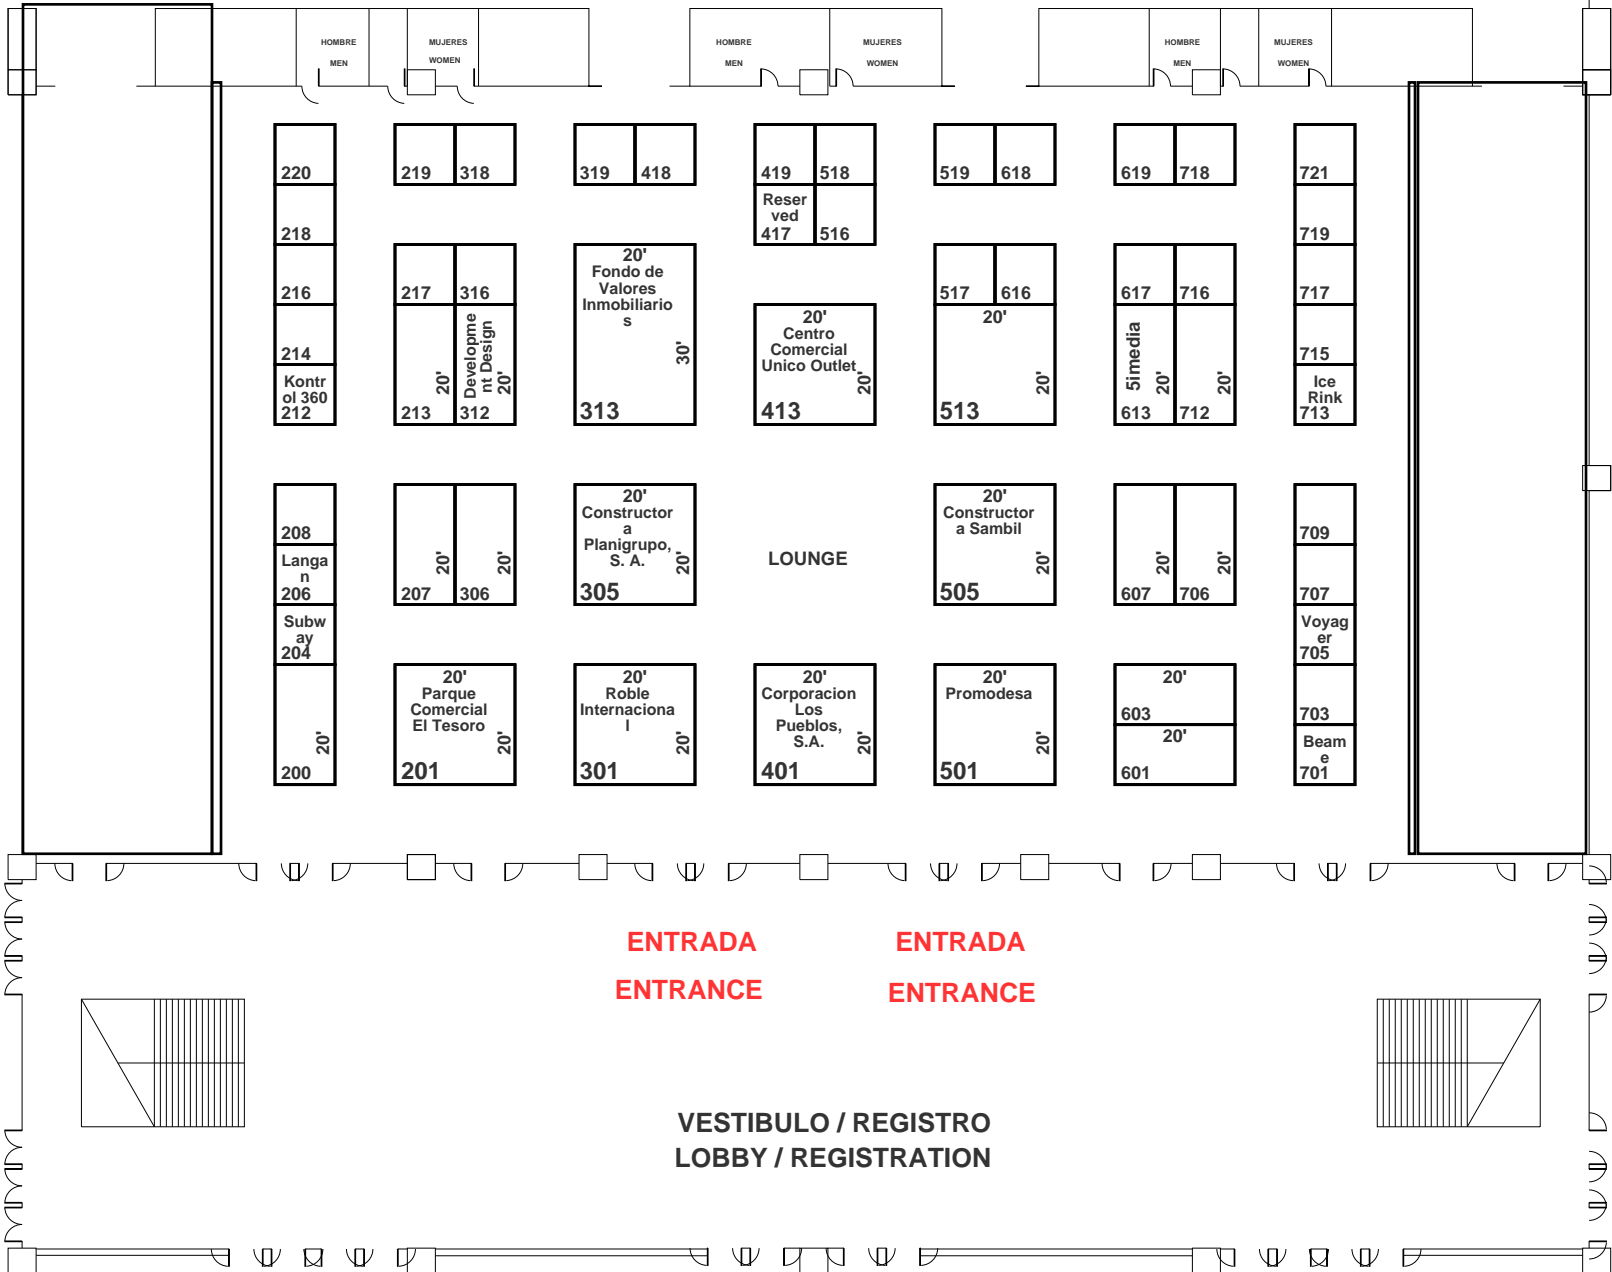 HOMBRE
MEN
MUJERES
WOMEN
HOMBRE
MEN
MUJERES
WOMEN
HOMBRE
MEN
MUJERES
WOMEN
220
219
318
319
418
419
518
519
618
619
718
721
218
Reser
ved
417
516
719
216
217
316
20'
Fondo de
Valores
Inmobiliario
s
30'
313
517
616
617
716
717
214
20'
213
Developme
nt Design
20'
312
20'
Centro
Comercial
Unico Outlet
20'
413
20'
20'
513
5imedia
20'
613
20'
712
715
Kontr
ol 360
212
Ice
Rink
713
208
20'
207
20'
306
20'
Constructor
a
Planigrupo,
S. A.
20'
305
LOUNGE
20'
Constructor
a Sambil
20'
505
20'
607
20'
706
709
Langa
n
206
707
Subw
ay
204
Voyag
er
705
20'
200
20'
Parque
Comercial
El Tesoro
20'
201
20'
Roble
Internaciona
l
20'
301
20'
Corporacion
Los
Pueblos,
S.A.
20'
401
20'
Promodesa
20'
501
20'
603
20'
601
703
Beam
e
701
ENTRADA
ENTRANCE
ENTRADA
ENTRANCE
VESTIBULO / REGISTRO
LOBBY / REGISTRATION